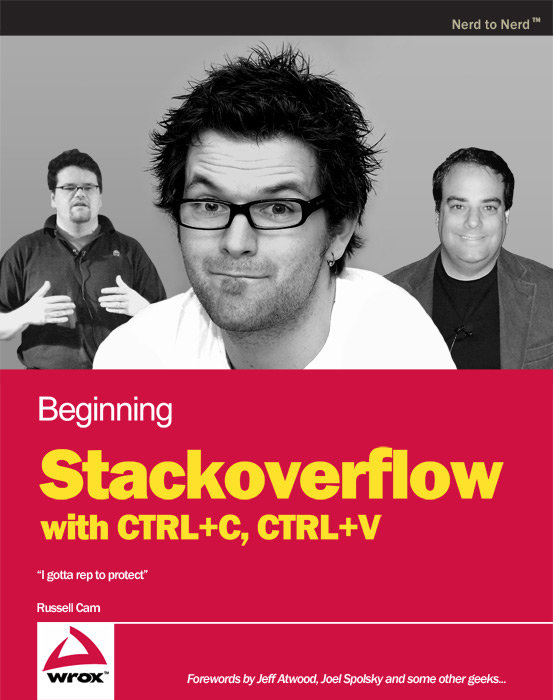 Nerd to Nerd™
Beginning
Stackoverflow
with CTRL+C, CTRL+V
“I gotta rep to protect”
Russell Cam
wrox™
Forewords by Jeff Atwood, Joel Spolsky and some other geeks...